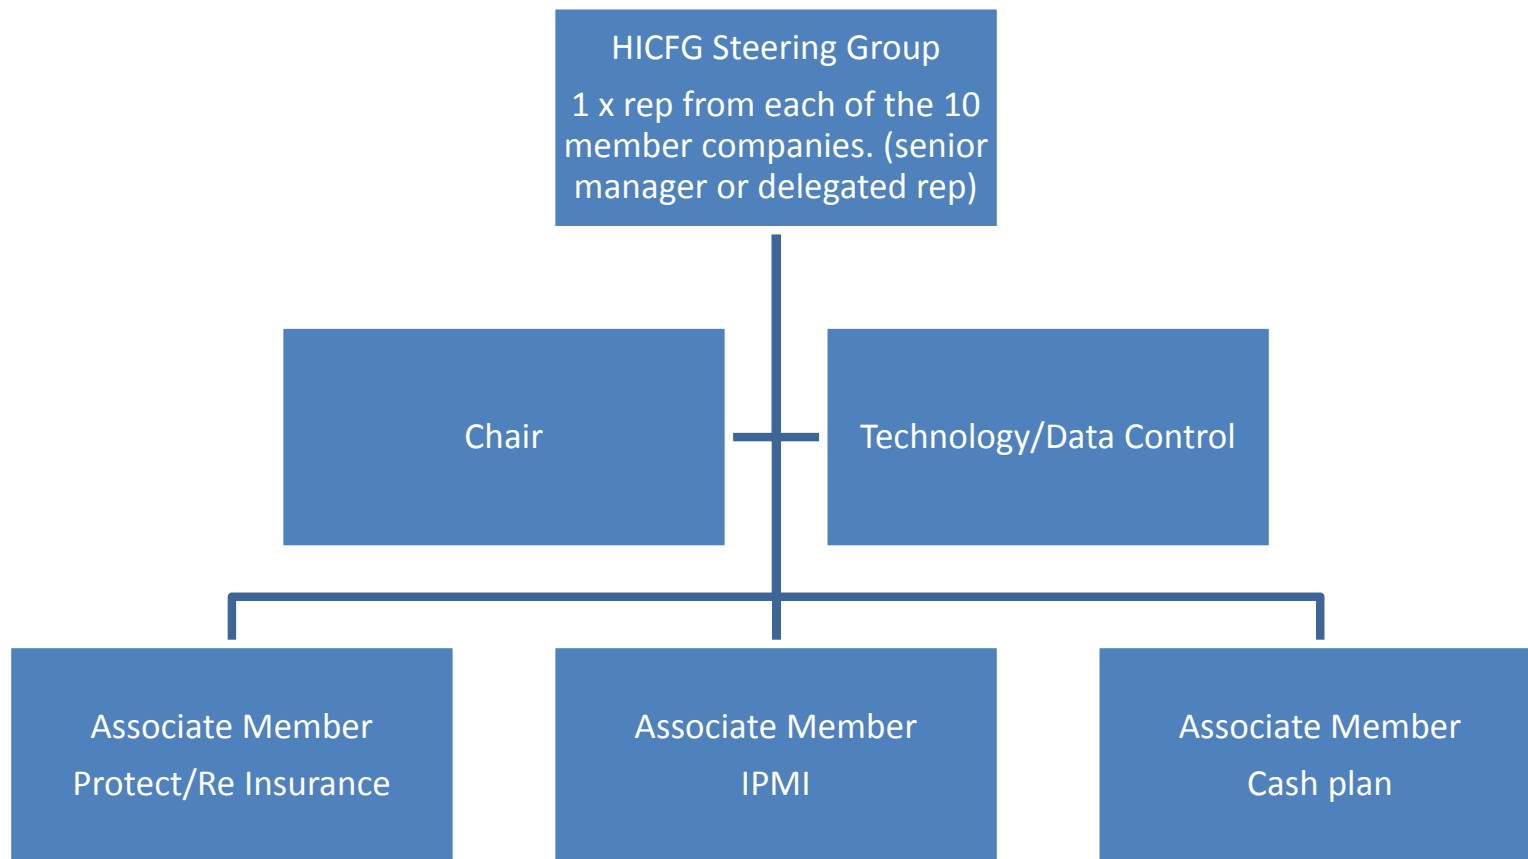 HICFG Steering Group
1 x rep from each of the 10
member companies. (senior
manager or delegated rep)
Chair
Technology/Data Control
Associate Member
Protect/Re Insurance
Associate Member
IPMI
Associate Member
Cash plan